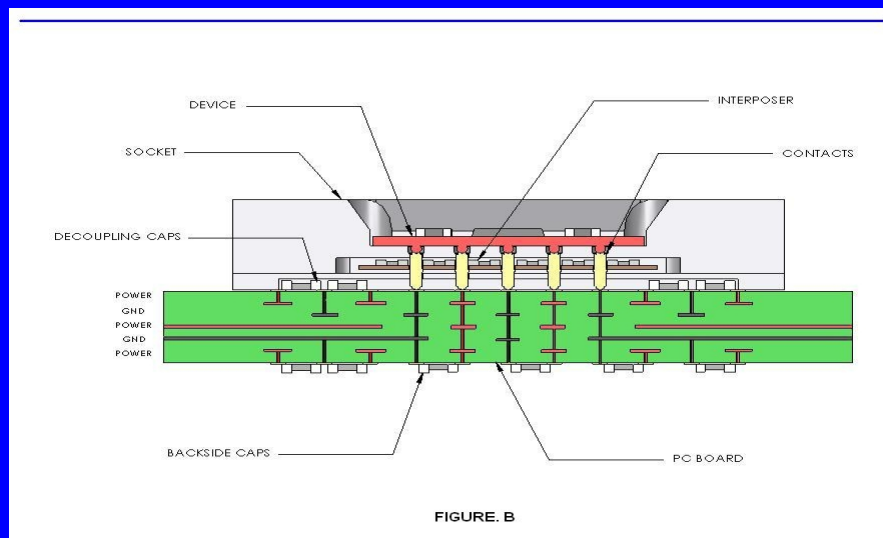 DEVICE
INTERPOSER
SOCKET
CONTACTS
DECOUPLING CAPS
POWER
GND
POWER
GND
POWER
BACKSIDE CAPS
PC BOARD
FIGURE. B